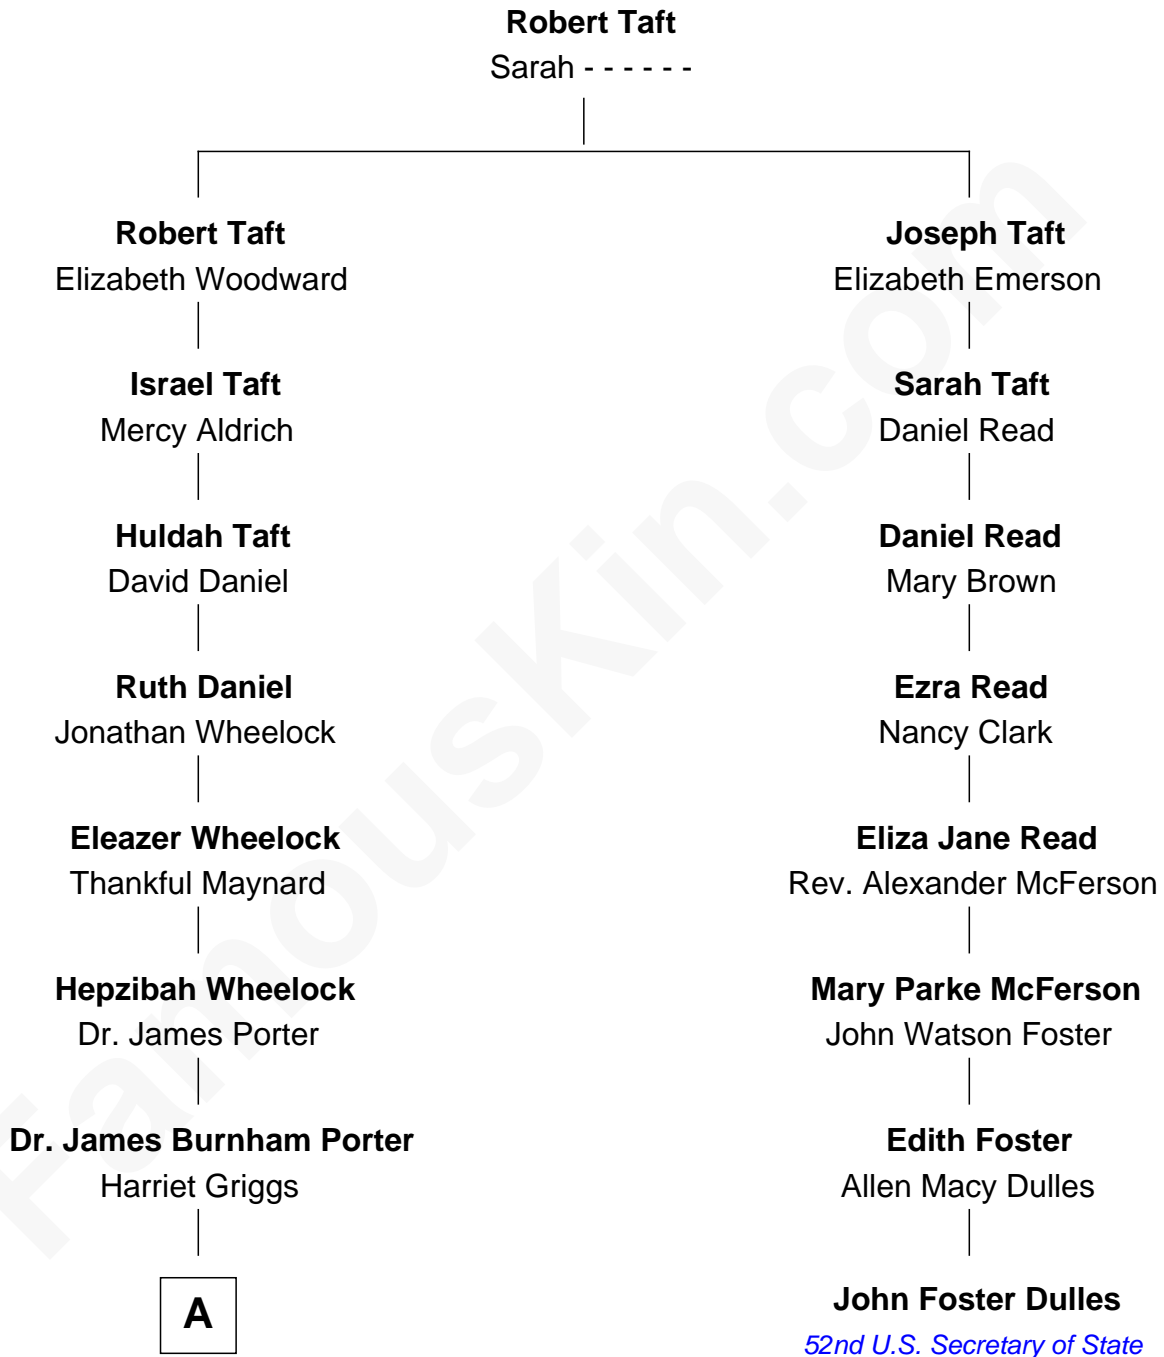 Robert Taft
Sarah - - - - - -
Robert Taft
Elizabeth Woodward
Joseph Taft
Elizabeth Emerson
Israel Taft
Mercy Aldrich
Sarah Taft
Daniel Read
Huldah Taft
David Daniel
Daniel Read
Mary Brown
Ruth Daniel
Jonathan Wheelock
Ezra Read
Nancy Clark
Eleazer Wheelock
Thankful Maynard
Eliza Jane Read
Rev. Alexander McFerson
Hepzibah Wheelock
Dr. James Porter
Mary Parke McFerson
John Watson Foster
Dr. James Burnham Porter
Harriet Griggs
Edith Foster
Allen Macy Dulles
A
John Foster Dulles
52nd U.S. Secretary of State
FamousKin.com